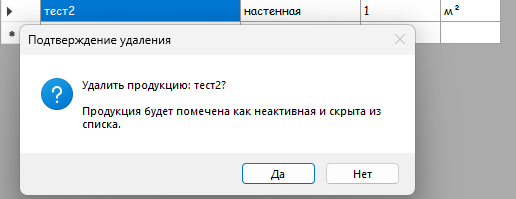 тест2 настенная 1 м²
Подтверждение удаления
Удалить продукцию: тест2?
Продукция будет помечена как неактивная и скрыта из
списка.
Да Нет